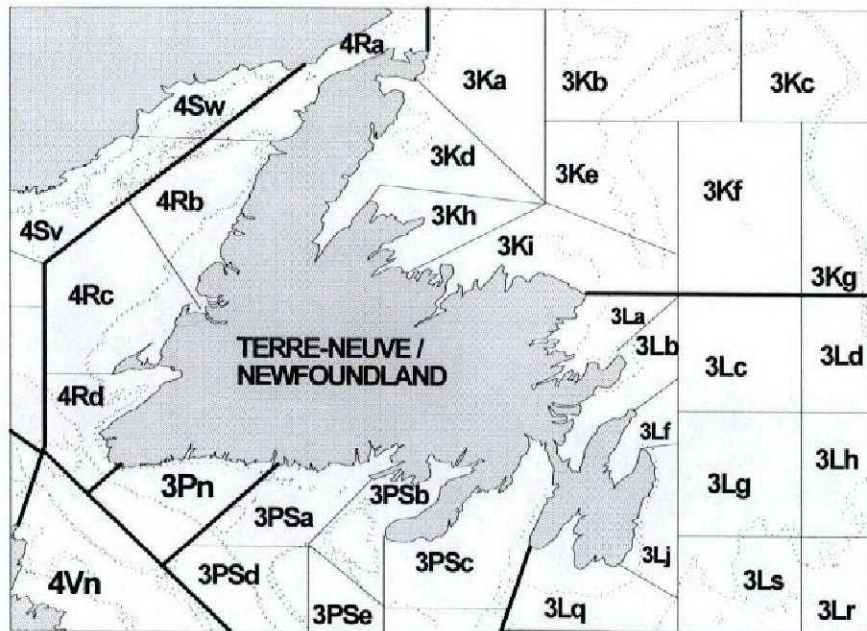 4Ra
3Ka
3Kb
3Kc
4Sw
3Kd
3Ke
3Kf
4Rb
3Kh
4Sv
3Ki
3Kg
4Rc
3La
TERRE-NEUVE /
NEWFOUNDLAND
3Lb
3Lc
3Ld
4Rd
3Lf
3Lh
3Pn
3PSb
3Lg
3PSa
3Lj
4Vn
3PSd
3PSc
3Ls
3PSe
3Lq
3Lr